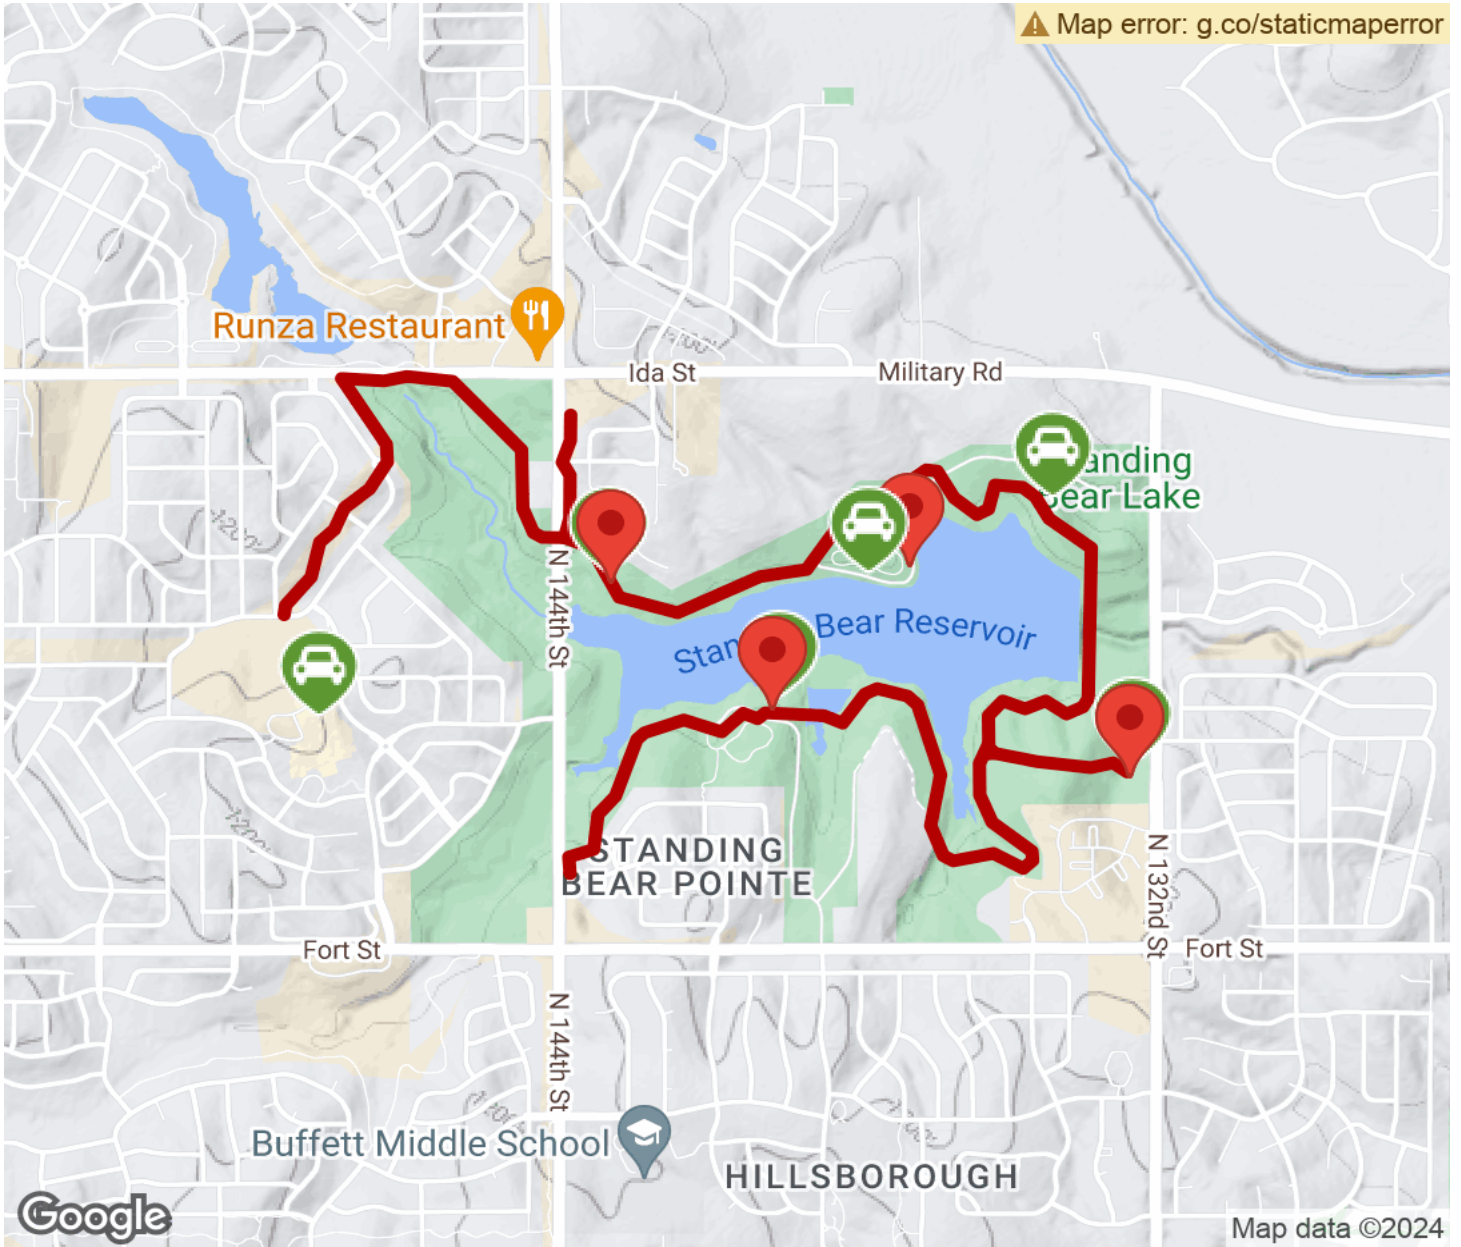 Map error: g.co/staticmaperror
Runza Restaurant
Ida St
Military Rd
anding
Bear Lake
N 144th St
Stan
Bear Reservoir
STANDING
BEAR POINTE
N 132nd St
Fort St
Fort St
N 144th St
Buffett Middle School
HILLSBOROUGH
Google
Map data ©2024